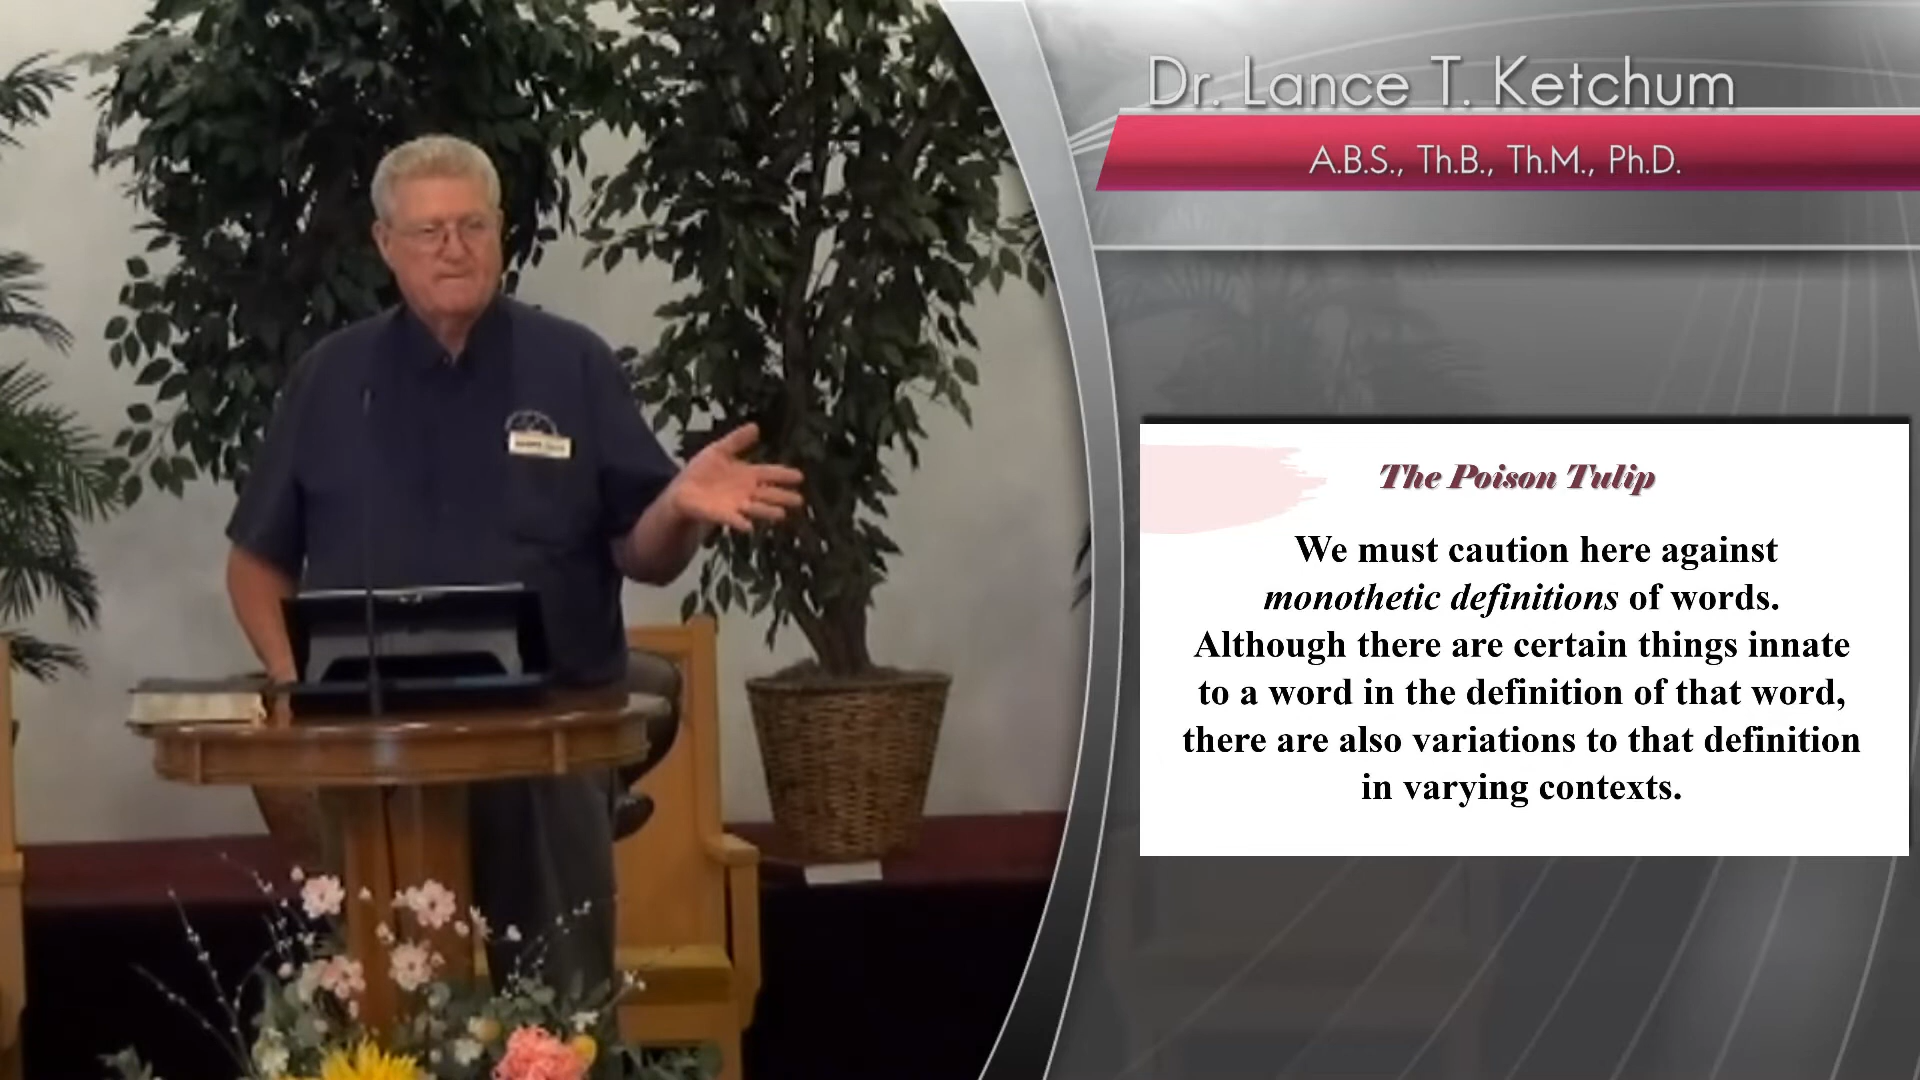 Dr. Lance T. Ketchum
A.B.S., Th.B., Th.M., Ph.D.
The Poison Tulip
We must caution here against
monothetic definitions of words.
Although there are certain things innate
to a word in the definition of that word,
there are also variations to that definition
in varying contexts.